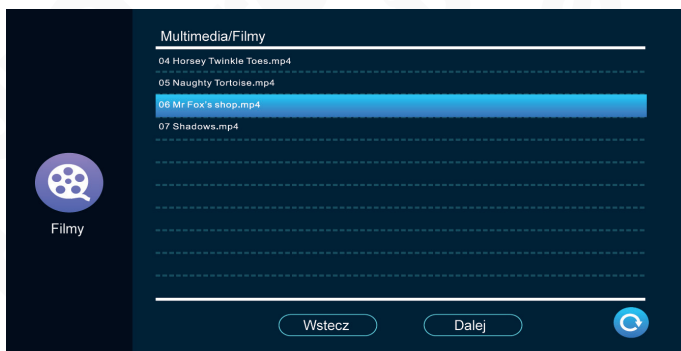 Multimedia/Filmy
04 Horsey Twinkle Toes.mp4
05 Naughty Tortoise.mp4
06 Mr Fox's shop.mp4
07 Shadows.mp4
Filmy
Wstecz
Dalej